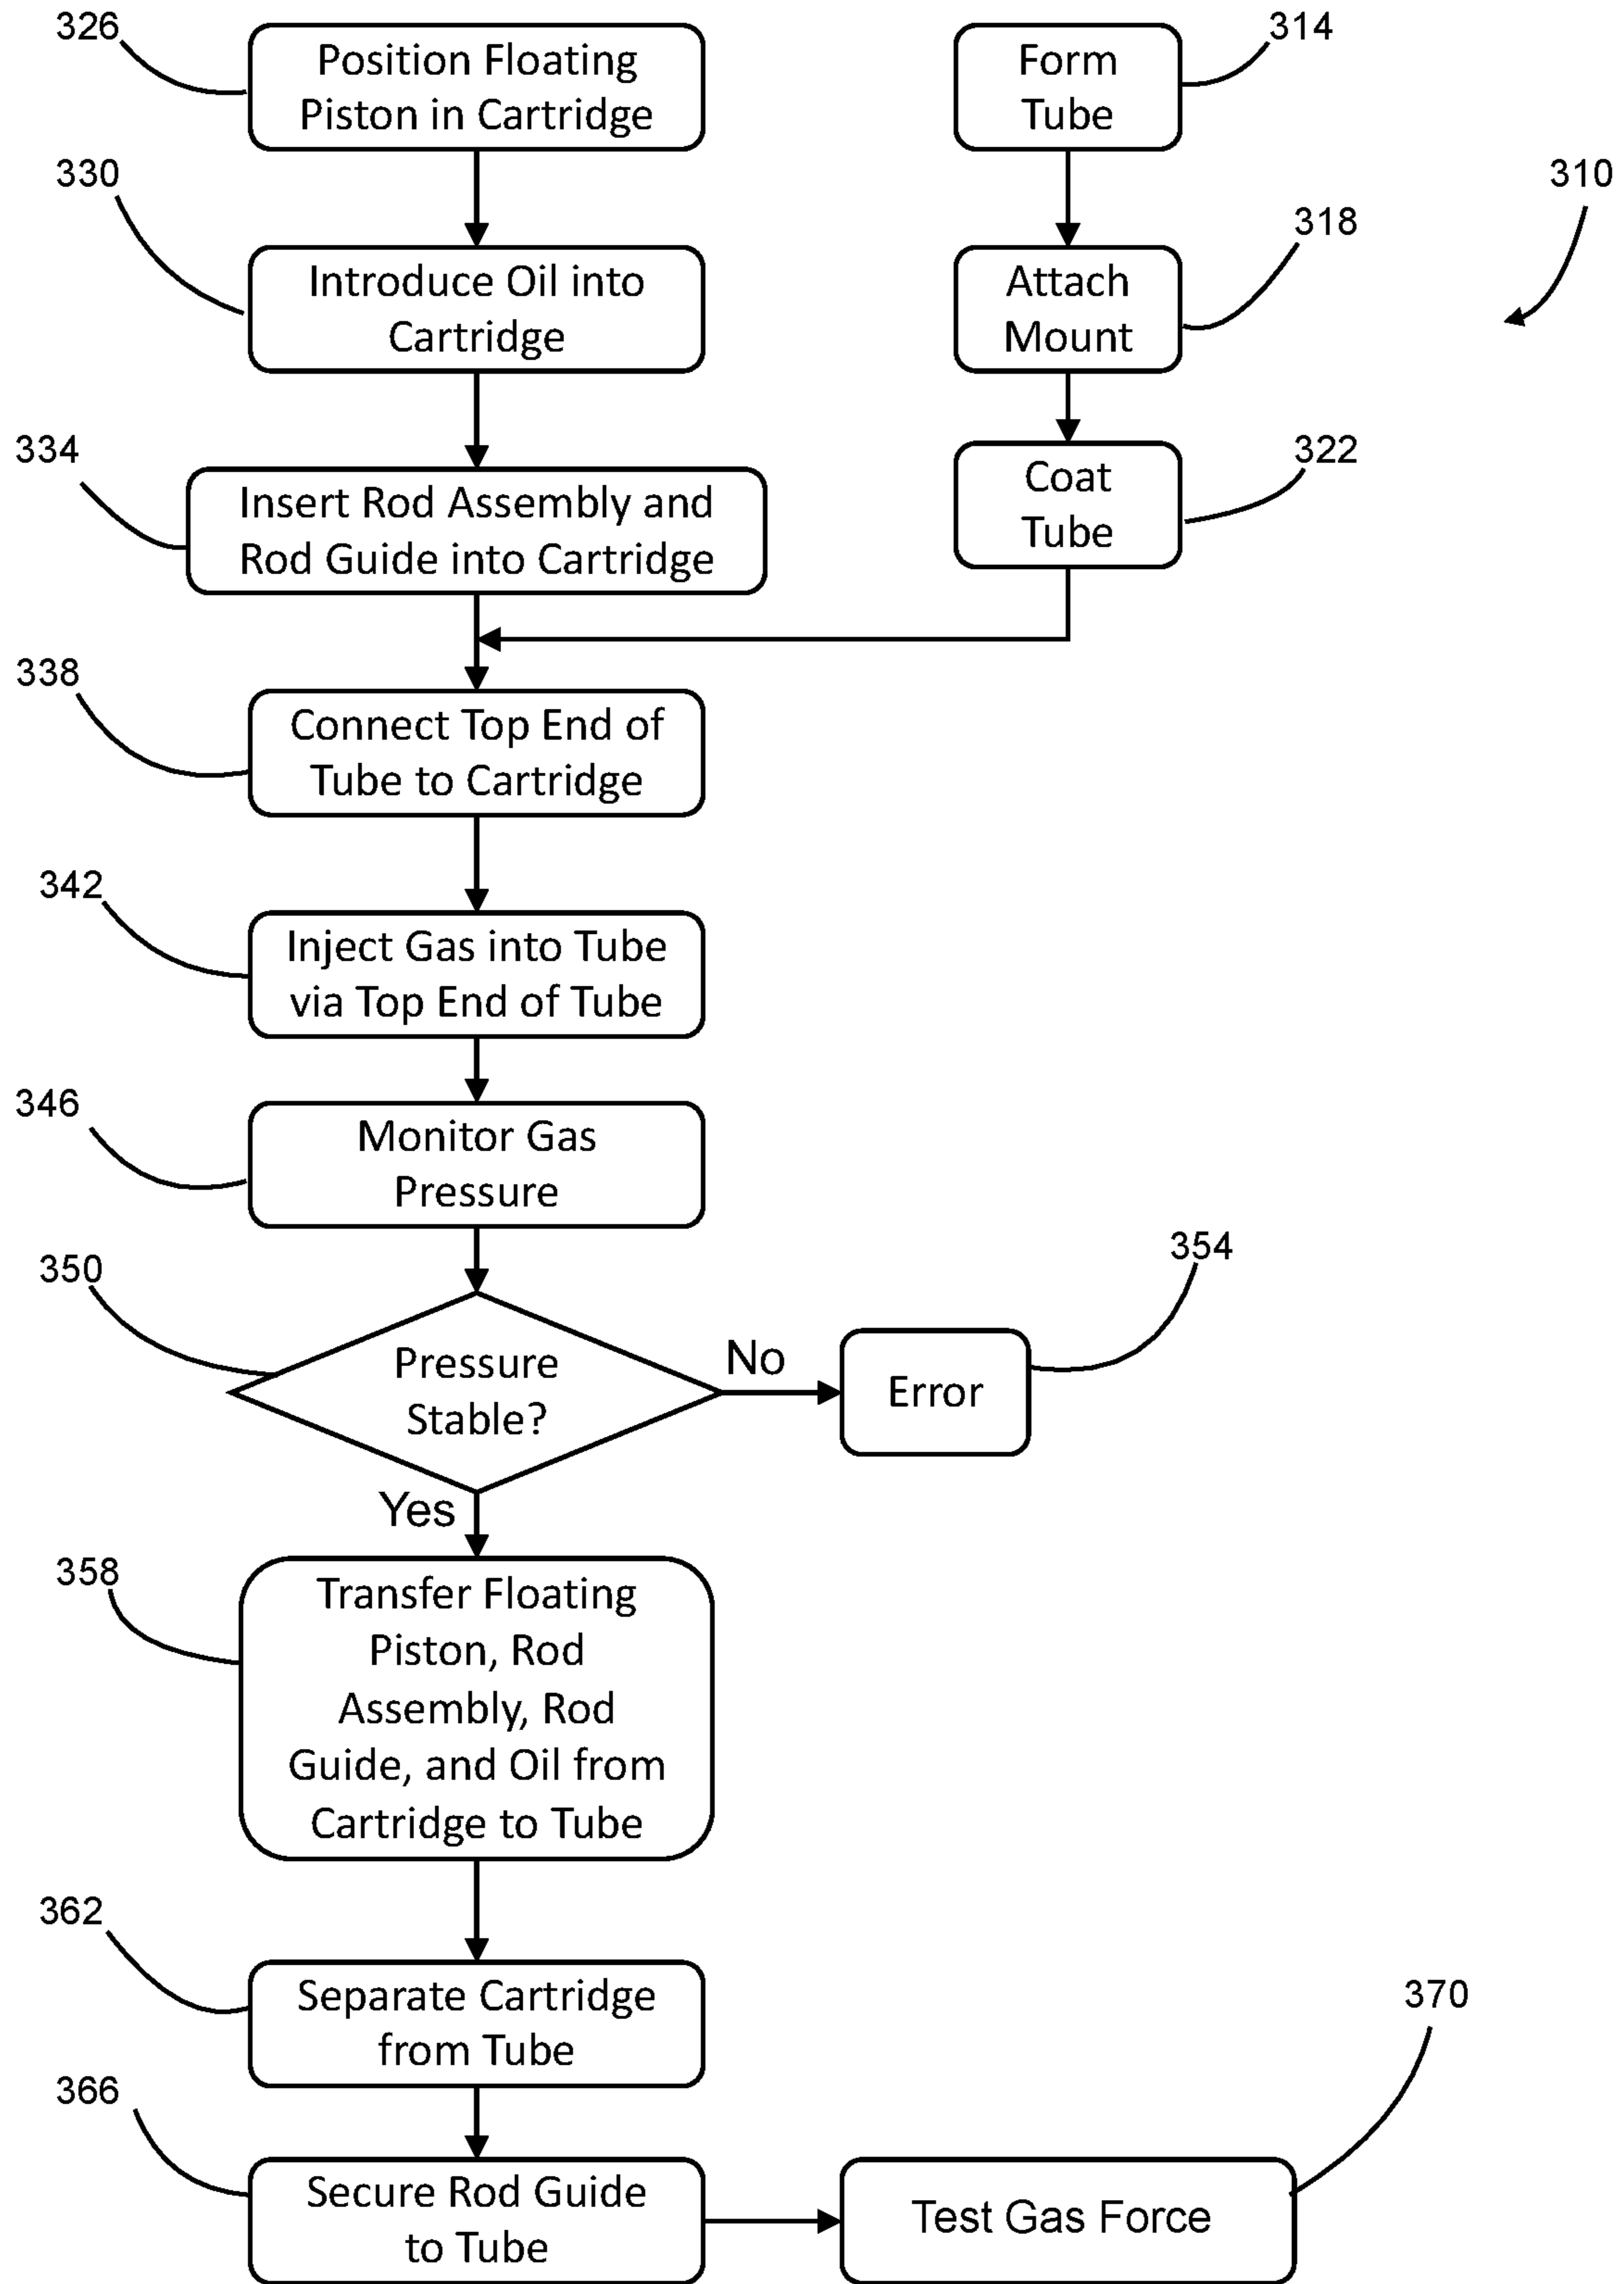 326
Position Floating
Piston in Cartridge
314
Form
Tube
330
Introduce Oil into
Cartridge
318
Attach
Mount
310
334
Insert Rod Assembly and
Rod Guide into Cartridge
322
Coat
Tube
338
Connect Top End of
Tube to Cartridge
342
Inject Gas into Tube
via Top End of Tube
346
Monitor Gas
Pressure
350
Pressure
Stable?
No
354
Error
Yes
358
Transfer Floating
Piston, Rod
Assembly, Rod
Guide, and Oil from
Cartridge to Tube
362
Separate Cartridge
from Tube
366
Secure Rod Guide
to Tube
370
Test Gas Force